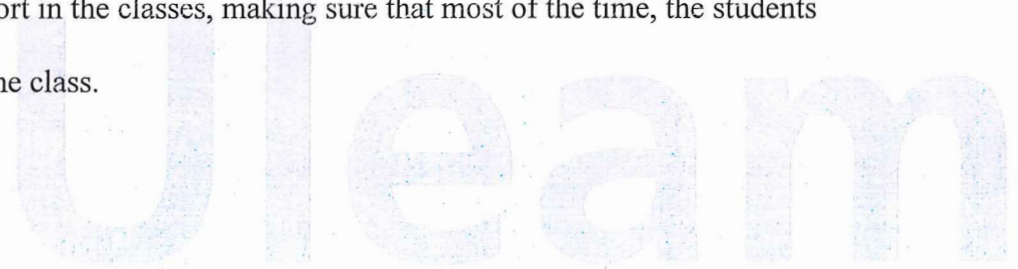 ort in the classes, making sure that most of the time, the students
he class.
Uleam